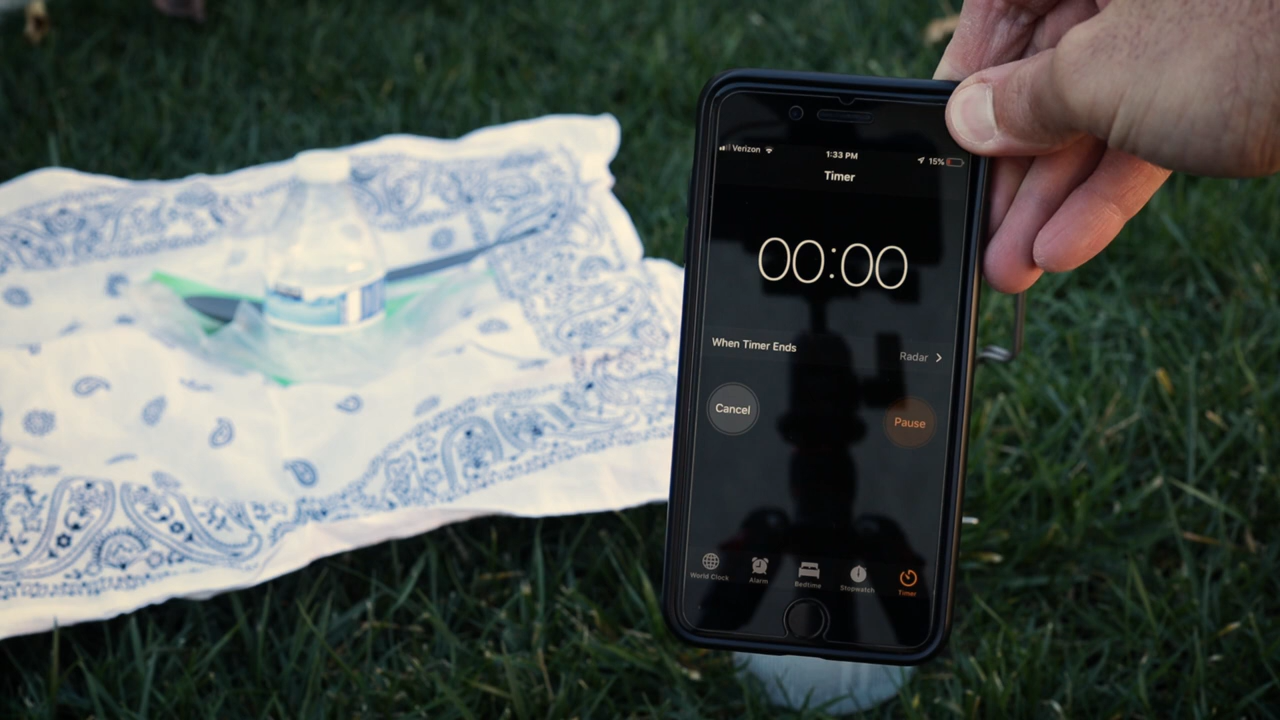 Verizon 1:33 PM 15%
Timer
00:00
When Timer Ends Radar
Cancel Pause
World Clock Alarm Bedtime Stopwatch Timer